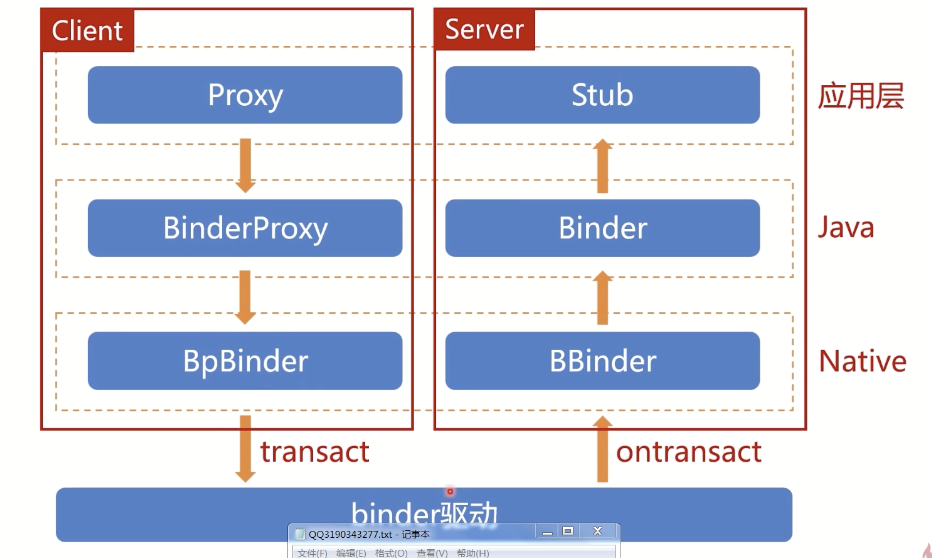 Client
Server
Proxy
Stub
应用层
BinderProxy
Binder
Java
BpBinder
BBinder
Native
transact
ontransact
binder驱动
QQ3190343277.txt - 记事本
文件(F) 编辑(E) 格式(O) 查看(V) 帮助(H)